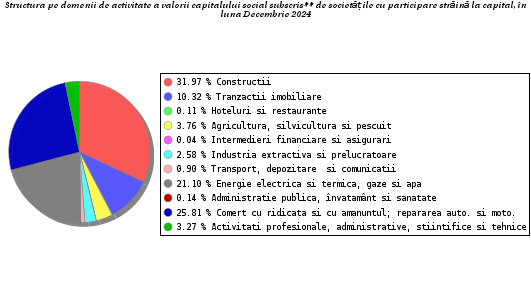 Structura pe domenii de activitate a valorii capitalului social subscris** de societăţile cu participare străină la capital, în
luna Decembrie 2024
31.97 % Constructii
10.32 % Tranzactii imobiliare
0.11 % Hoteluri si restaurante
3.76 % Agricultura, silvicultura si pescuit
0.04 % Intermedieri financiare si asigurari
2.58 % Industria extractiva si prelucratoare
0.90 % Transport, depozitare  si comunicatii
21.10 % Energie electrica si termica, gaze si apa
0.14 % Administratie publica, învatamânt si sanatate
25.81 % Comert cu ridicata si cu amanuntul; repararea auto. si moto.
3.27 % Activitati profesionale, administrative, stiintifice si tehnice